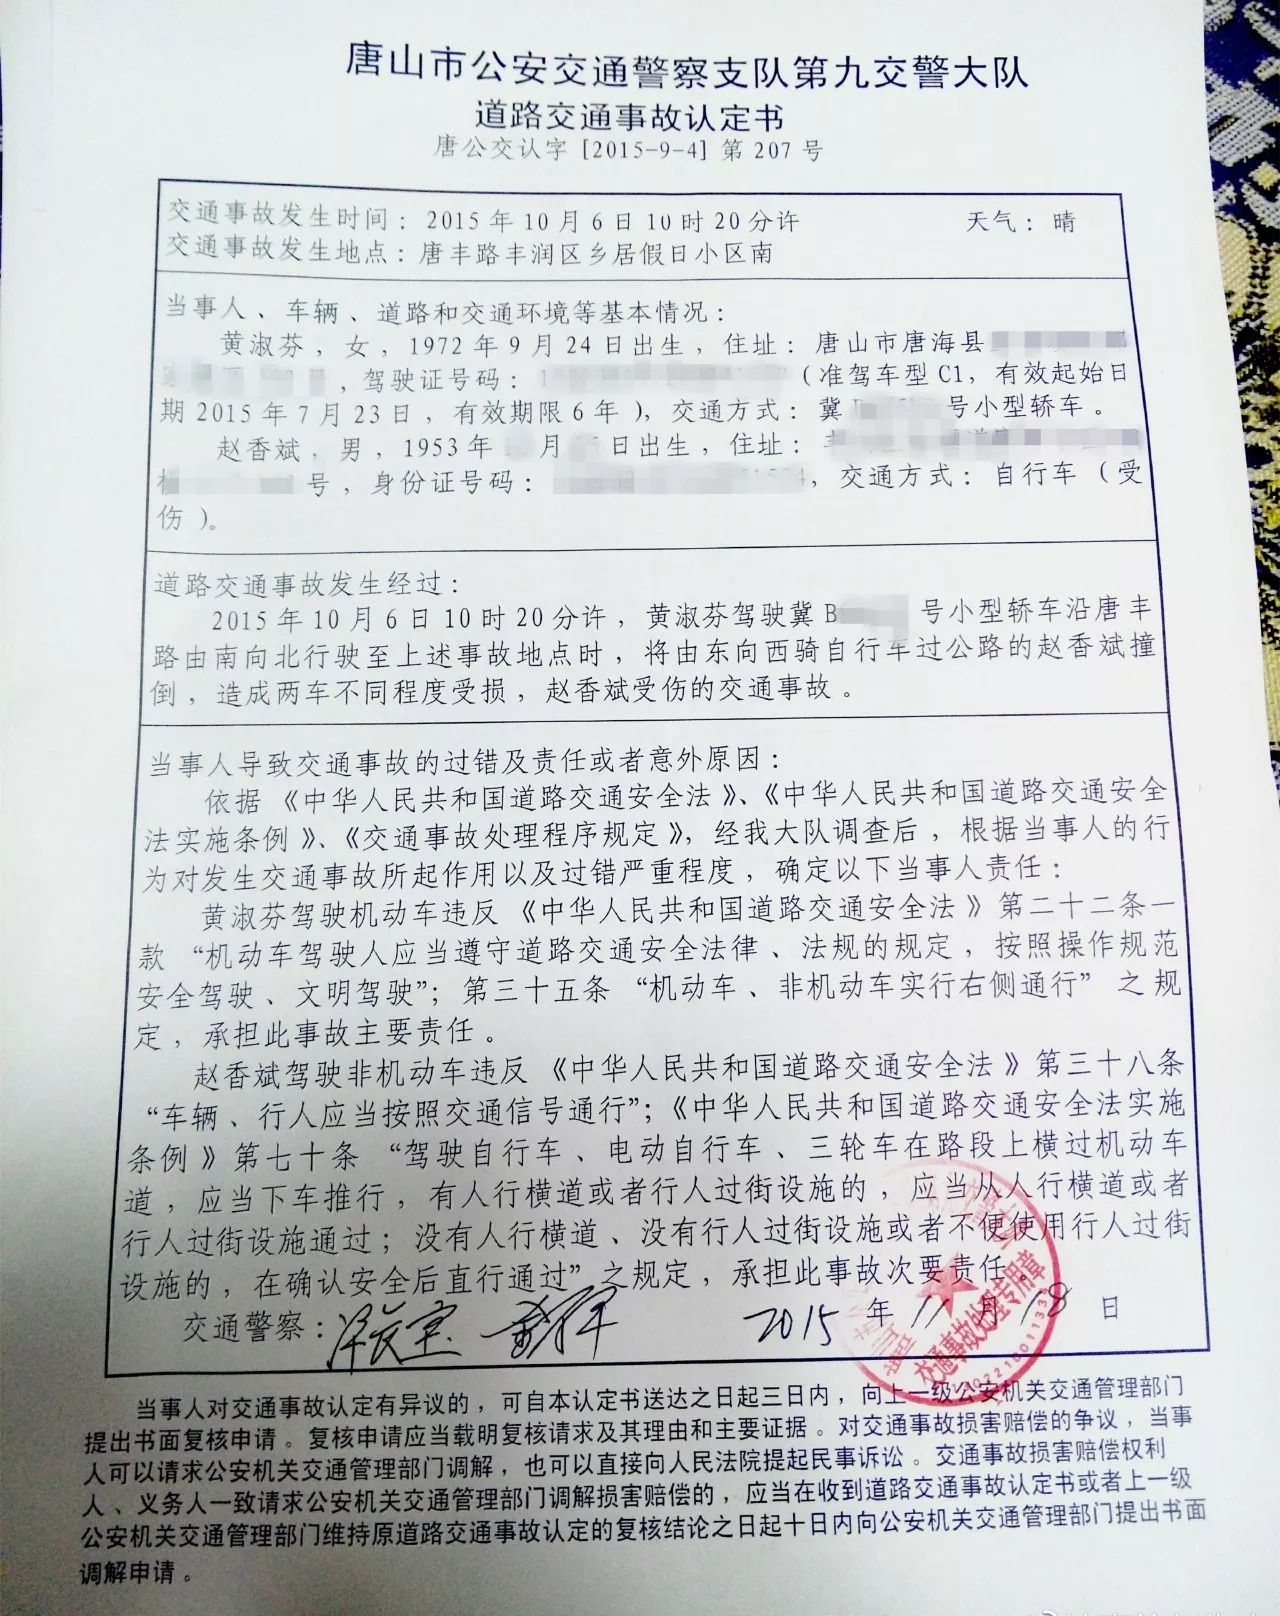 唐山市公安交通警察支队第九交警大队
道路交通事故认定书
唐公交认字 [2015-9-4] 第 207 号
交通事故发生时间：2015 年 10 月 6 日 10 时 20 分许 天气：晴
交通事故发生地点：唐丰路丰润区乡居假日小区南
当事人、车辆、道路和交通环境等基本情况：
黄淑芬，女，1972 年 9 月 24 日出生，住址：唐山市唐海县
号，驾驶证号码： （准驾车型 C1，有效起始日
期 2015 年 7 月 23 日，有效期限 6 年），交通方式：冀 号小型轿车。
赵香斌，男，1953 年 月 日出生，住址：
号，身份证号码： ，交通方式：自行车（受
伤）。
道路交通事故发生经过：
2015 年 10 月 6 日 10 时 20 分许，黄淑芬驾驶冀 B 号小型轿车沿唐丰
路由南向北行驶至上述事故地点时，将由东向西骑自行车过公路的赵香斌撞
倒，造成两车不同程度受损，赵香斌受伤的交通事故。
当事人导致交通事故的过错及责任或者意外原因：
依据《中华人民共和国道路交通安全法》、《中华人民共和国道路交通安全
法实施条例》、《交通事故处理程序规定》，经我大队调查后，根据当事人的行
为对发生交通事故所起作用以及过错严重程度，确定以下当事人责任：
黄淑芬驾驶机动车违反《中华人民共和国道路交通安全法》第二十二条一
款“机动车驾驶人应当遵守道路交通安全法律、法规的规定，按照操作规范
安全驾驶、文明驾驶”；第三十五条“机动车、非机动车实行右侧通行”之规
定，承担此事故主要责任。
赵香斌驾驶非机动车违反《中华人民共和国道路交通安全法》第三十八条
“车辆、行人应当按照交通信号通行”；《中华人民共和国道路交通安全法实施
条例》第七十条“驾驶自行车、电动自行车、三轮车在路段上横过机动车
道，应当下车推行，有人行横道或者行人过街设施的，应当从人行横道或者
行人过街设施通过；没有人行横道、没有行人过街设施或者不便使用行人过街
设施的，在确认安全后直行通过”之规定，承担此事故次要责任。
交通警察： 2015 年 11 月 18 日
交通事故处理专用章
当事人对交通事故认定有异议的，可自本认定书送达之日起三日内，向上一级公安机关交通管理部门
提出书面复核申请。复核申请应当载明复核请求及其理由和主要证据。对交通事故损害赔偿的争议，当事
人可以请求公安机关交通管理部门调解，也可以直接向人民法院提起民事诉讼。交通事故损害赔偿权利
人、义务人一致请求公安机关交通管理部门调解损害赔偿的，应当在收到道路交通事故认定书或者上一级
公安机关交通管理部门维持原道路交通事故认定的复核结论之日起十日内向公安机关交通管理部门提出书面
调解申请。